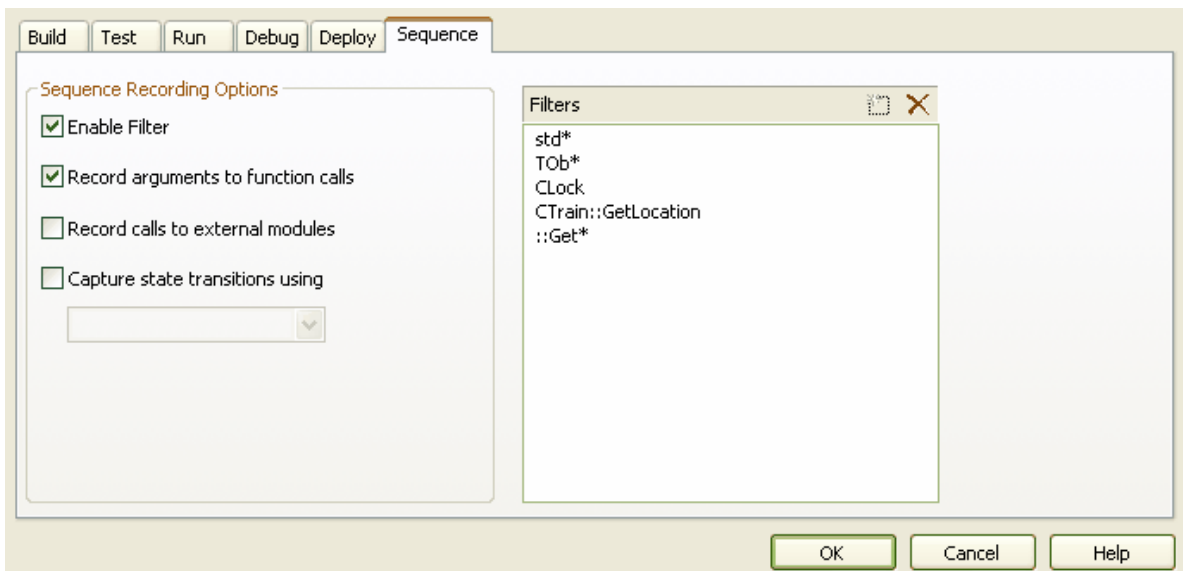 Build Test Run Debug Deploy Sequence
Sequence Recording Options
Enable Filter
Record arguments to function calls
Record calls to external modules
Capture state transitions using
Filters
std*
TOb*
CLock
CTrain::GetLocation
::Get*
OK Cancel Help